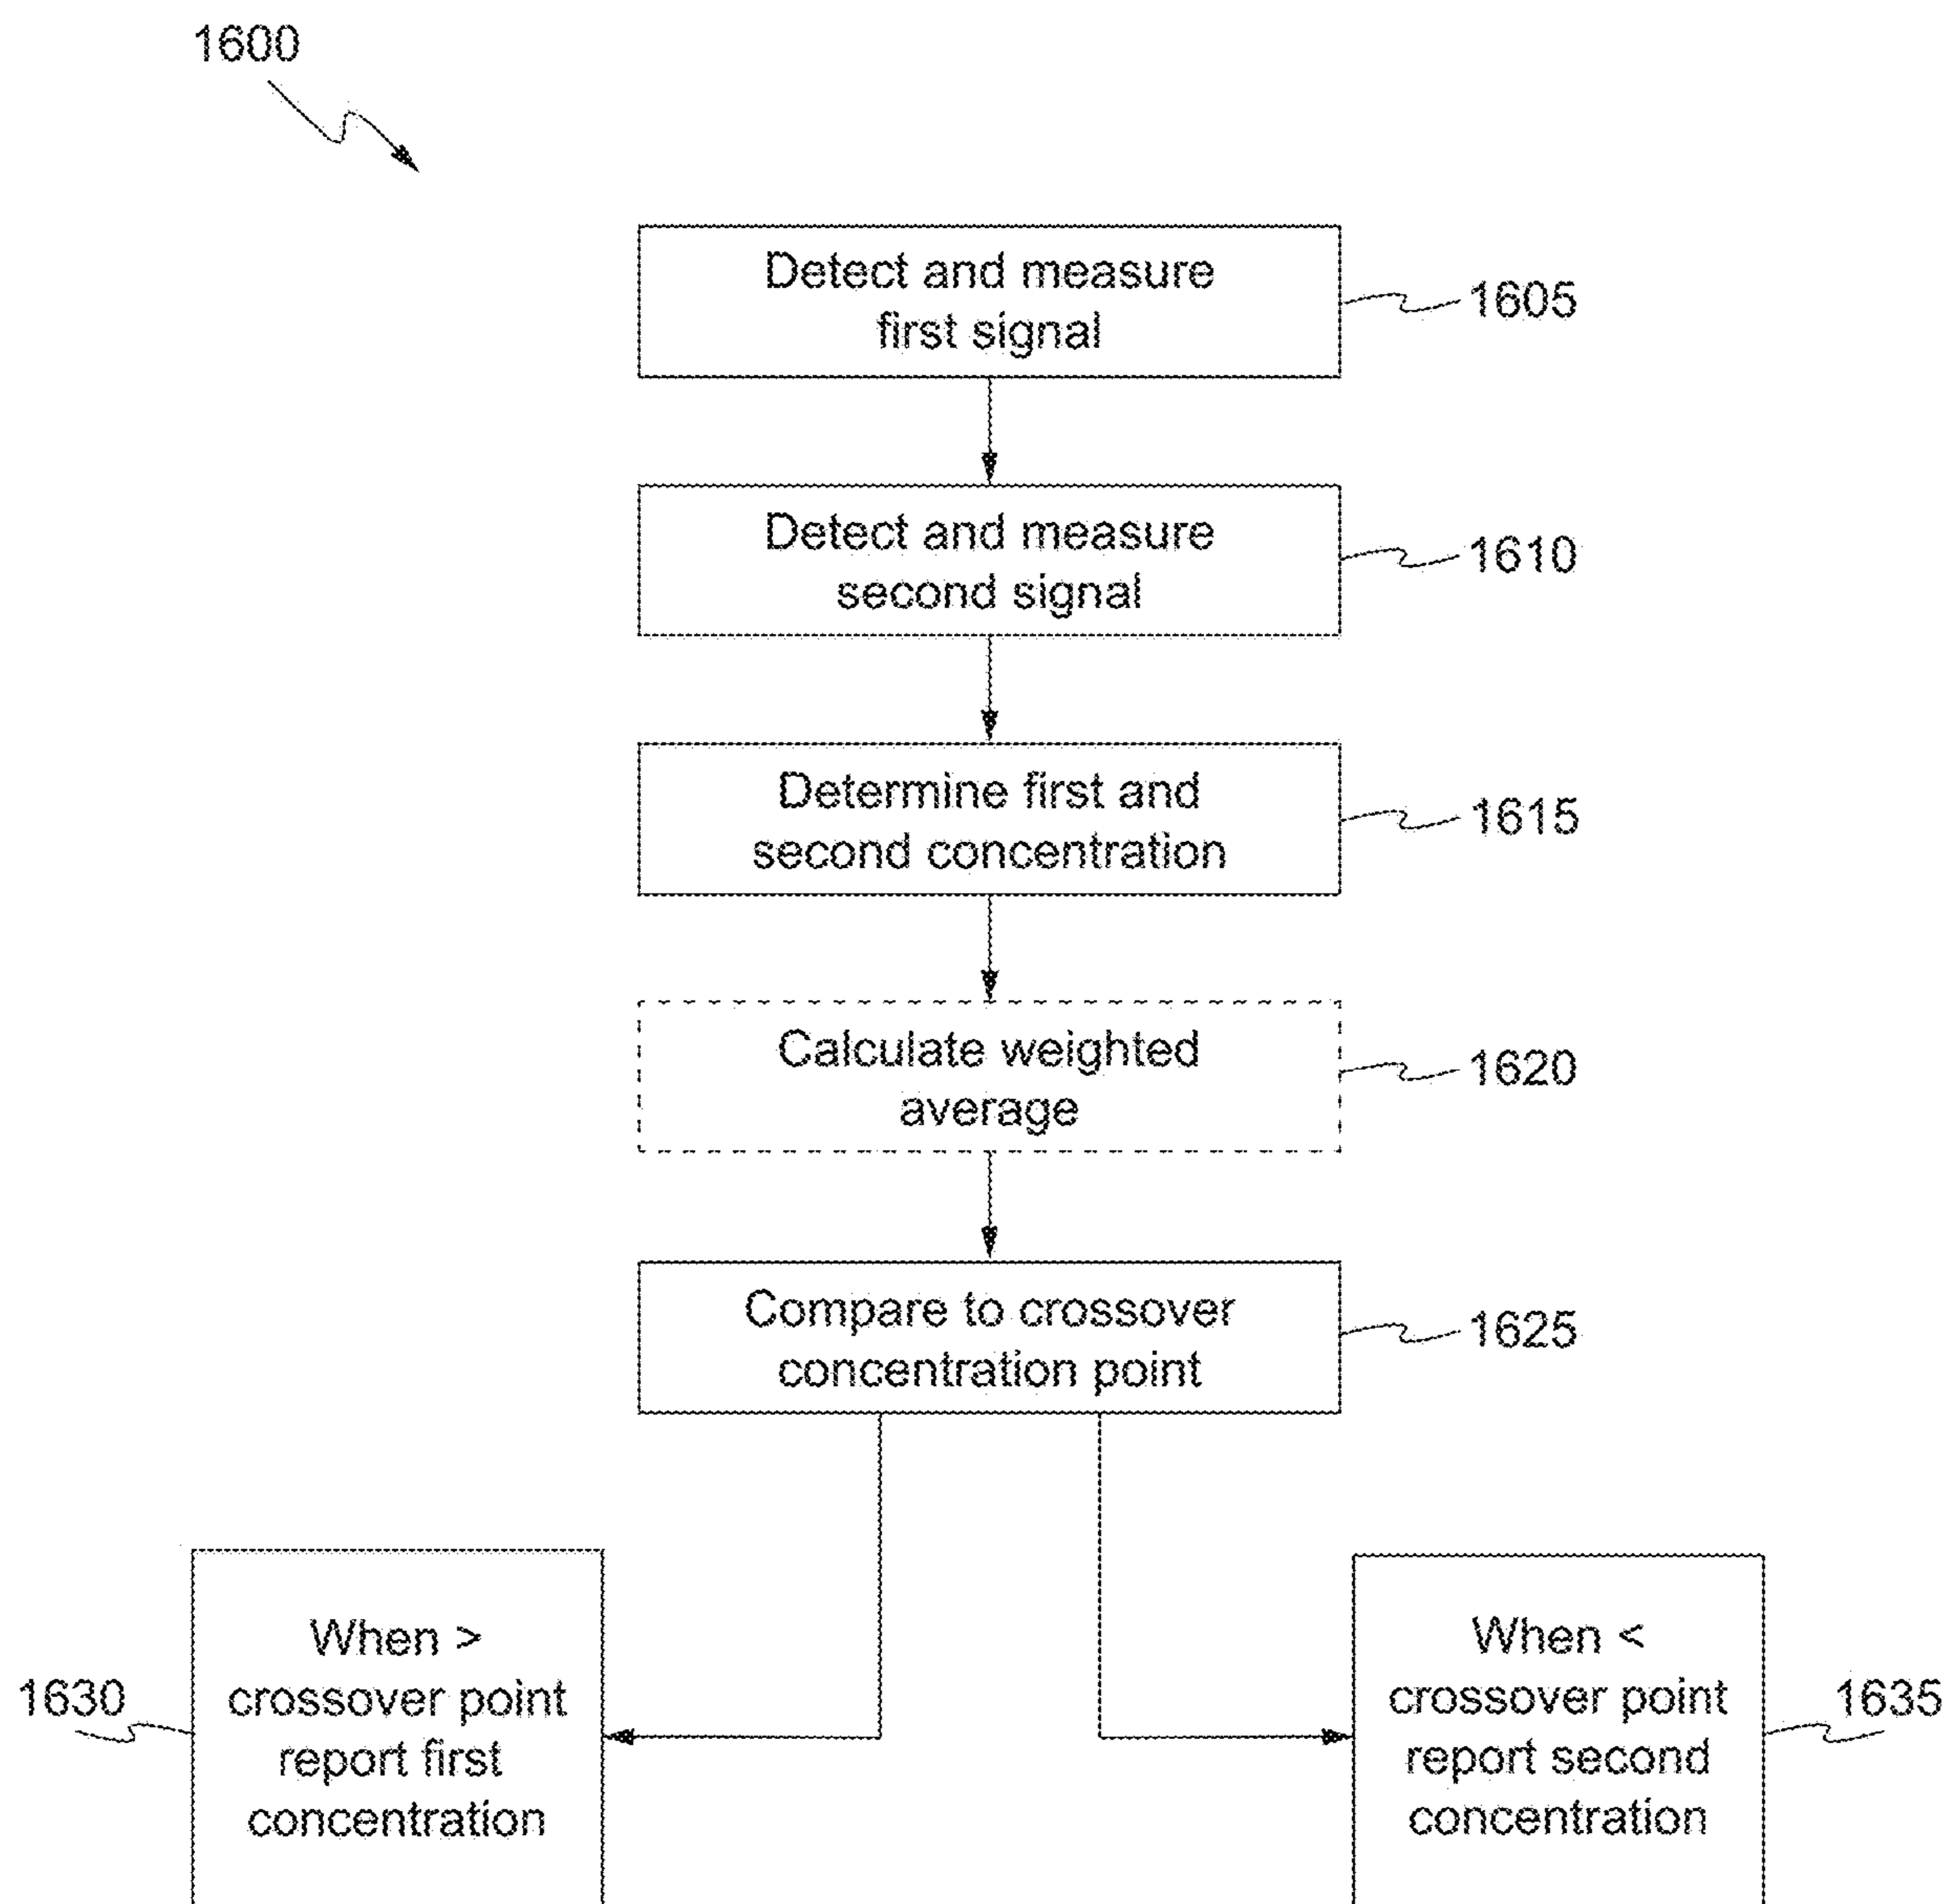 1600
Detect and measure
first signal
1605
Detect and measure
second signal
1610
Determine first and
second concentration
1615
Calculate weighted
average
1620
Compare to crossover
concentration point
1625
When >
crossover point
report first
concentration
1630
When <
crossover point
report second
concentration
1635